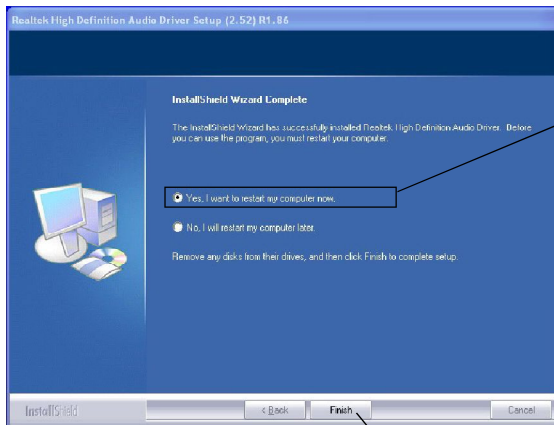 Realtek High Definition Audio Driver Setup (2.52) R1.86
InstallShield Wizard Complete
The InstallShield Wizard has successfully installed Realtek High Definition Audio Driver. Before
you can use the program, you must restart your computer.
Yes, I want to restart my computer now.
No, I will restart my computer later.
Remove any disks from their drives, and then click Finish to complete setup.
InstallShield
< Back
Finish
Cancel